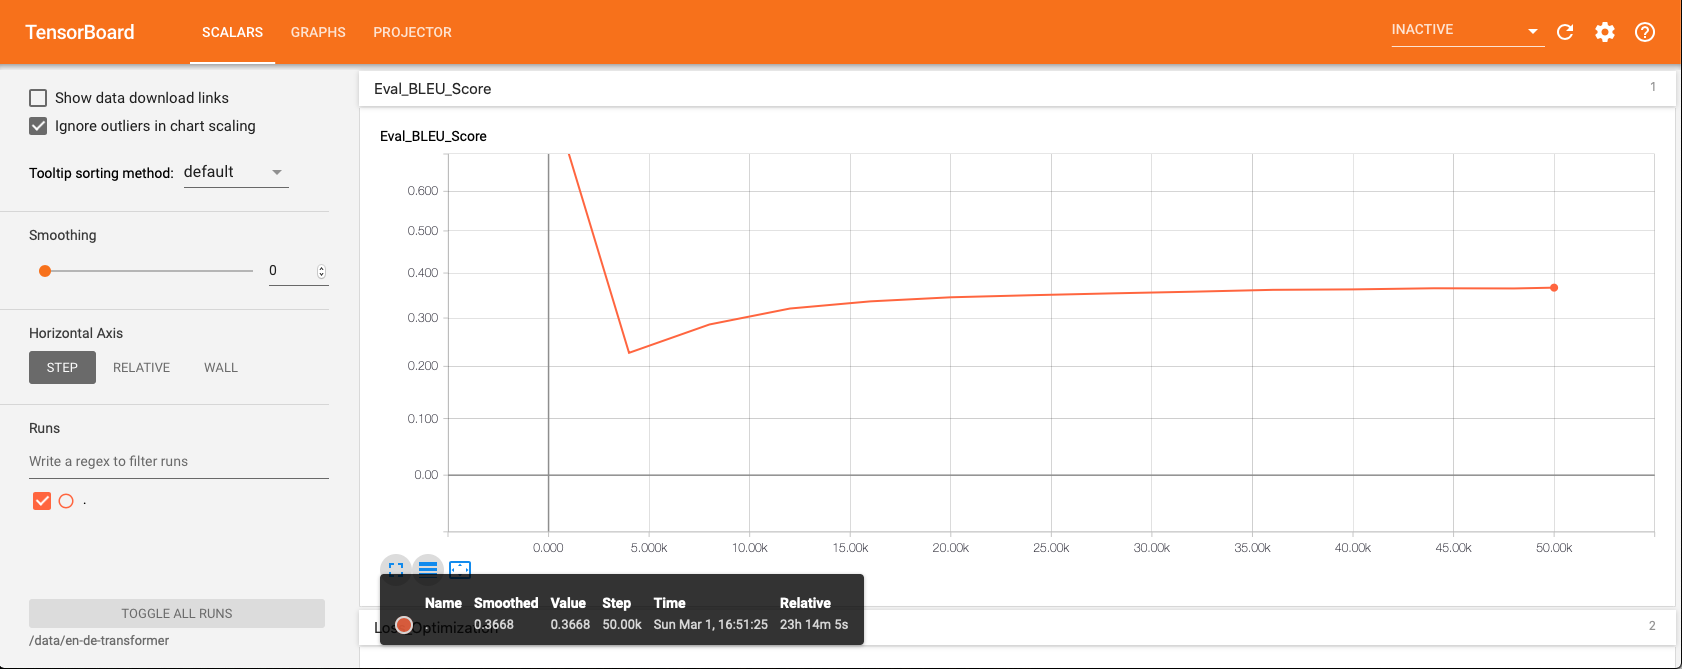 TensorBoard SCALARS GRAPHS PROJECTOR INACTIVE
Show data download links
Ignore outliers in chart scaling
Tooltip sorting method: default
Smoothing
0
Horizontal Axis
STEP RELATIVE WALL
Runs
Write a regex to filter runs
.
TOGGLE ALL RUNS
/data/en-de-transformer
Eval_BLEU_Score 1
Eval_BLEU_Score
0.600
0.500
0.400
0.300
0.200
0.100
0.00
0.000 5.000k 10.00k 15.00k 20.00k 25.00k 30.00k 35.00k 40.00k 45.00k 50.00k
Name Smoothed Value Step Time Relative
. 0.3668 0.3668 50.00k Sun Mar 1, 16:51:25 23h 14m 5s
2